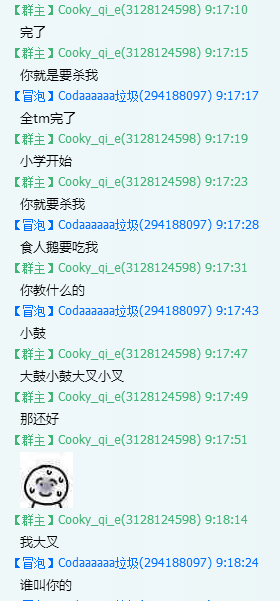 【群主】Cooky_qi_e(3128124598) 9:17:10
完了
【群主】Cooky_qi_e(3128124598) 9:17:15
你就是要杀我
【冒泡】Codaaaaaa垃圾(294188097) 9:17:17
全tm完了
【群主】Cooky_qi_e(3128124598) 9:17:19
小学开始
【群主】Cooky_qi_e(3128124598) 9:17:23
你就要杀我
【冒泡】Codaaaaaa垃圾(294188097) 9:17:28
食人鹅要吃我
【群主】Cooky_qi_e(3128124598) 9:17:31
你教什么的
【冒泡】Codaaaaaa垃圾(294188097) 9:17:43
小鼓
【群主】Cooky_qi_e(3128124598) 9:17:47
大鼓小鼓大叉小叉
【群主】Cooky_qi_e(3128124598) 9:17:49
那还好
【群主】Cooky_qi_e(3128124598) 9:17:51
【群主】Cooky_qi_e(3128124598) 9:18:14
我大叉
【冒泡】Codaaaaaa垃圾(294188097) 9:18:24
谁叫你的